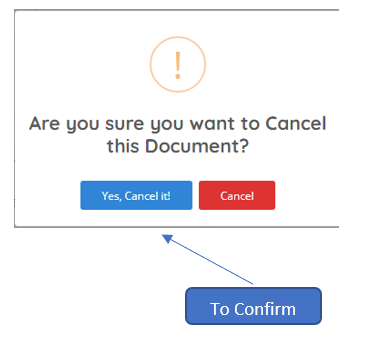 !
Are you sure you want to Cancel
this Document?
Yes, Cancel it! Cancel
To Confirm